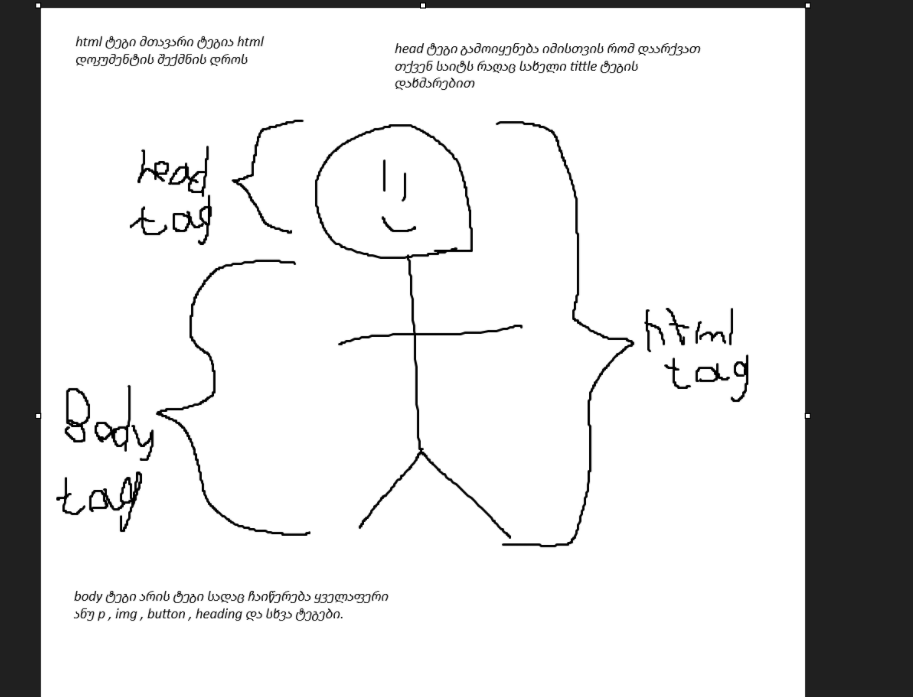 html ტეგი მთავარი ტეგია html
დოკუმენტის შექმნის დროს
head ტეგი გამოიყენება იმისთვის რომ დაარქვათ
თქვენ საიტს რაღაც სახელი tittle ტეგის
დახმარებით
head
tag
html
tag
Body
tag
body ტეგი არის ტეგი სადაც ჩაიწერება ყველაფერი
ანუ p , img , button , heading და სხვა ტეგები.